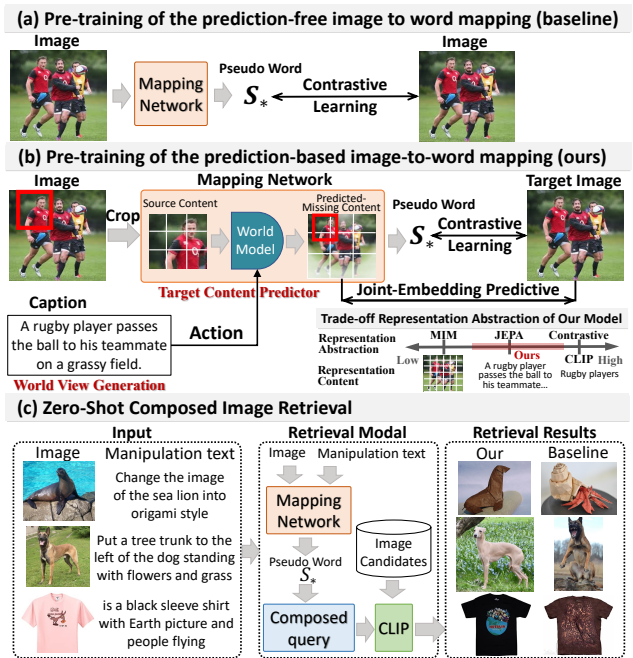 (a) Pre-training of the prediction-free image to word mapping (baseline)
Image
Mapping
Network
Pseudo Word
S*
Contrastive
Learning
Image
(b) Pre-training of the prediction-based image-to-word mapping (ours)
Image
Crop
Mapping Network
Source Content
World
Model
Predicted-
Missing Content
Target Content Predictor
Pseudo Word
S*
Contrastive
Learning
Target Image
Joint-Embedding Predictive
Caption
A rugby player passes
the ball to his teammate
on a grassy field.
World View Generation
Action
Trade-off Representation Abstraction of Our Model
Representation
Abstraction
MIM
JEPA
Contrastive
Low
Ours
CLIP
High
Representation
Content
A rugby player
passes the ball to
his teammate...
Rugby players
(c) Zero-Shot Composed Image Retrieval
Input
Image
Manipulation text
Change the image
of the sea lion into
origami style
Put a tree trunk to the
left of the dog standing
with flowers and grass
is a black sleeve shirt
with Earth picture and
people flying
Retrieval Modal
Image
Manipulation text
Mapping
Network
Pseudo Word
S*
Image
Candidates
Composed
query
CLIP
Retrieval Results
Our
Baseline